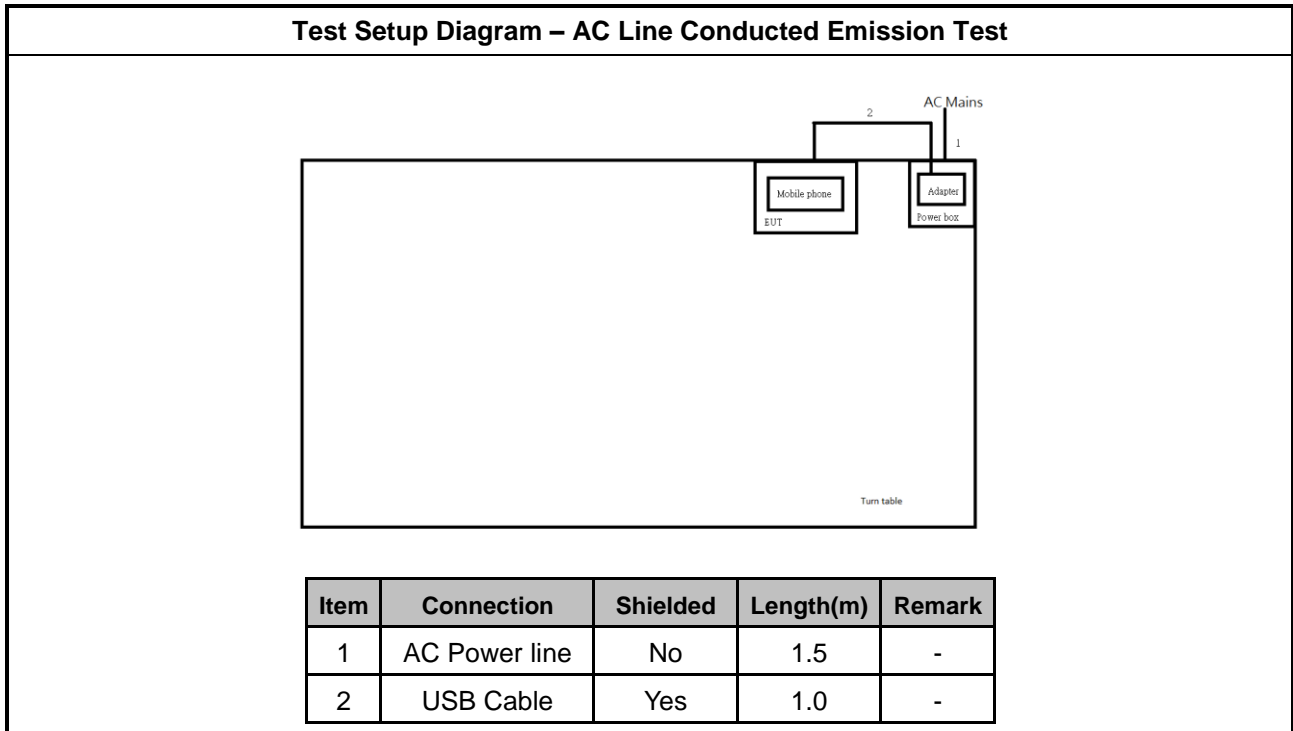 Test Setup Diagram – AC Line Conducted Emission Test
AC Mains
2
1
Mobile phone
EUT
Adapter
Power box
Turn table
Item Connection Shielded Length(m) Remark
1 AC Power line No 1.5 -
2 USB Cable Yes 1.0 -